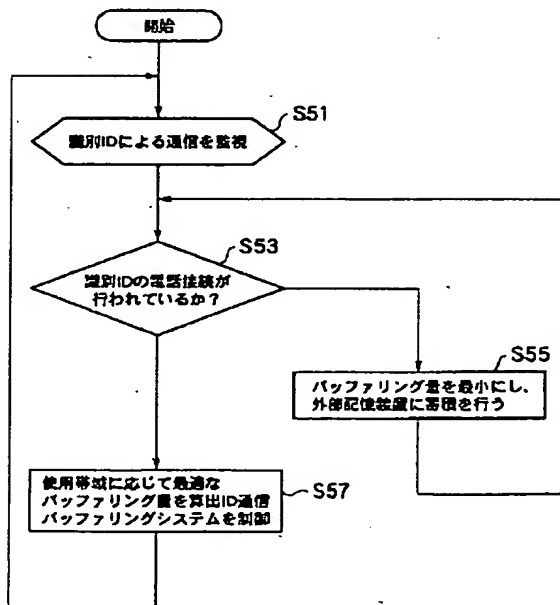 開始
S51
識別IDによる通信を監視
S53
識別IDの電話接続が
行われているか？
S55
バッファリング量を最小にし、
外部記憶装置に蓄積を行う
使用帯域に応じて最適な
バッファリング量を算出ID通信
バッファリングシステムを制御
S57